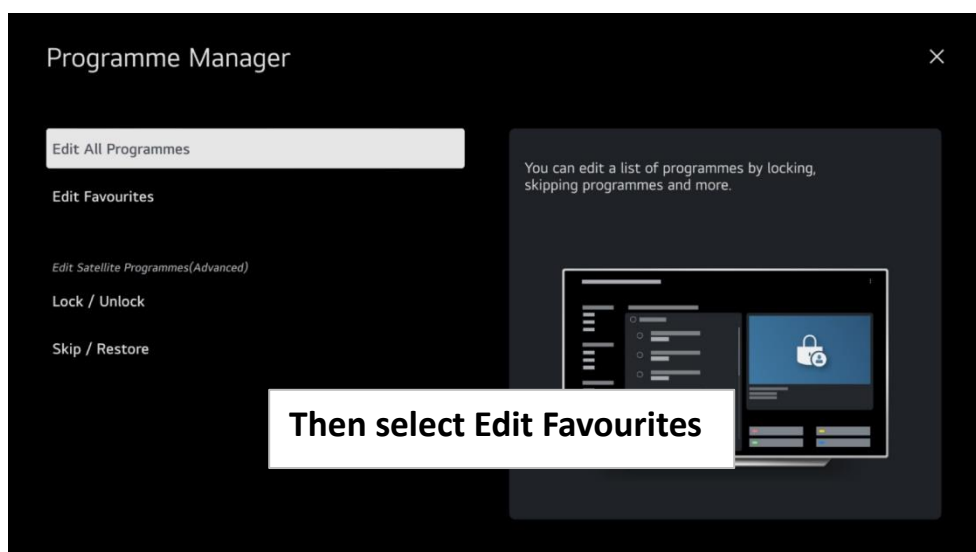 Programme Manager
Edit All Programmes
Edit Favourites
Edit Satellite Programmes(Advanced)
Lock / Unlock
Skip / Restore
You can edit a list of programmes by locking,
skipping programmes and more.
1
Then select Edit Favourites